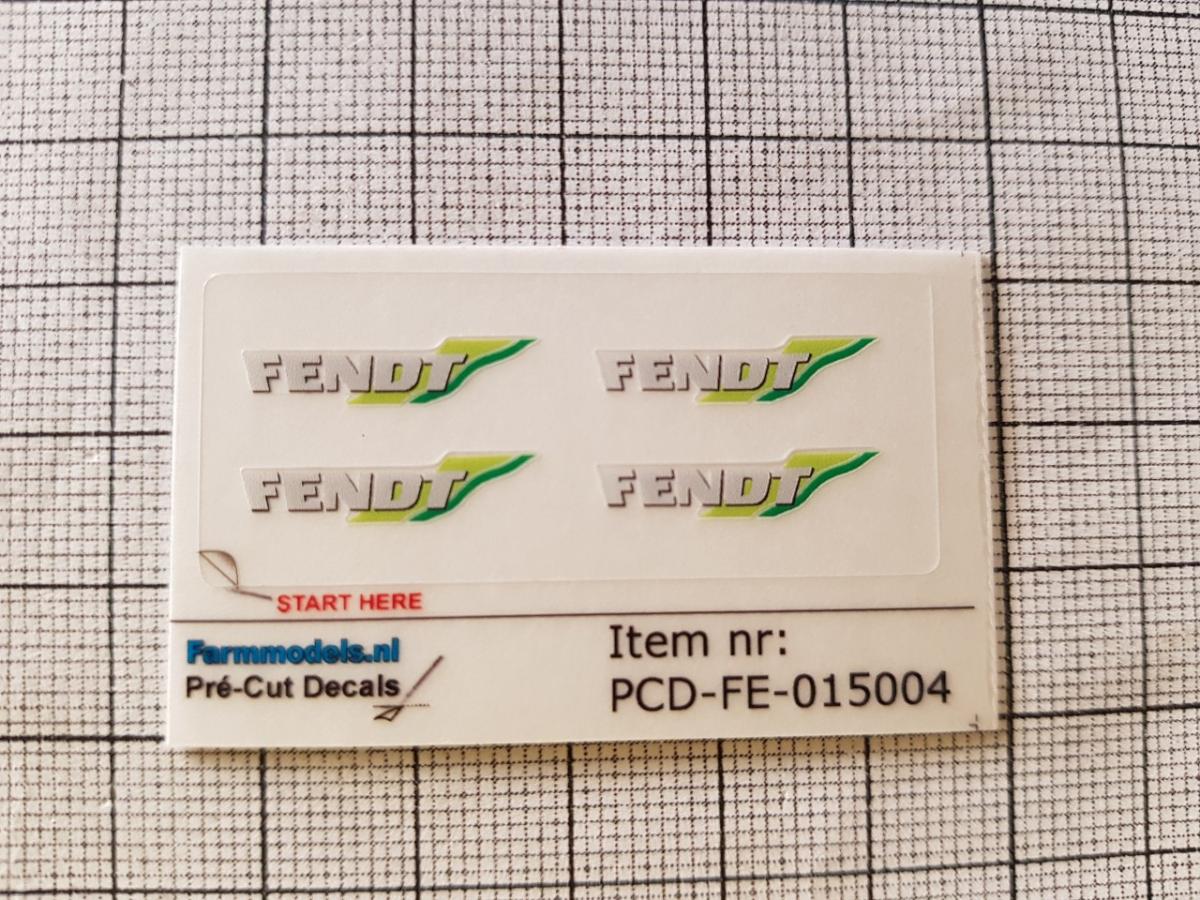 FENDT FENDT
FENDT FENDT
START HERE
Farmmodels.nl
Pré-Cut Decals
Item nr:
PCD-FE-015004